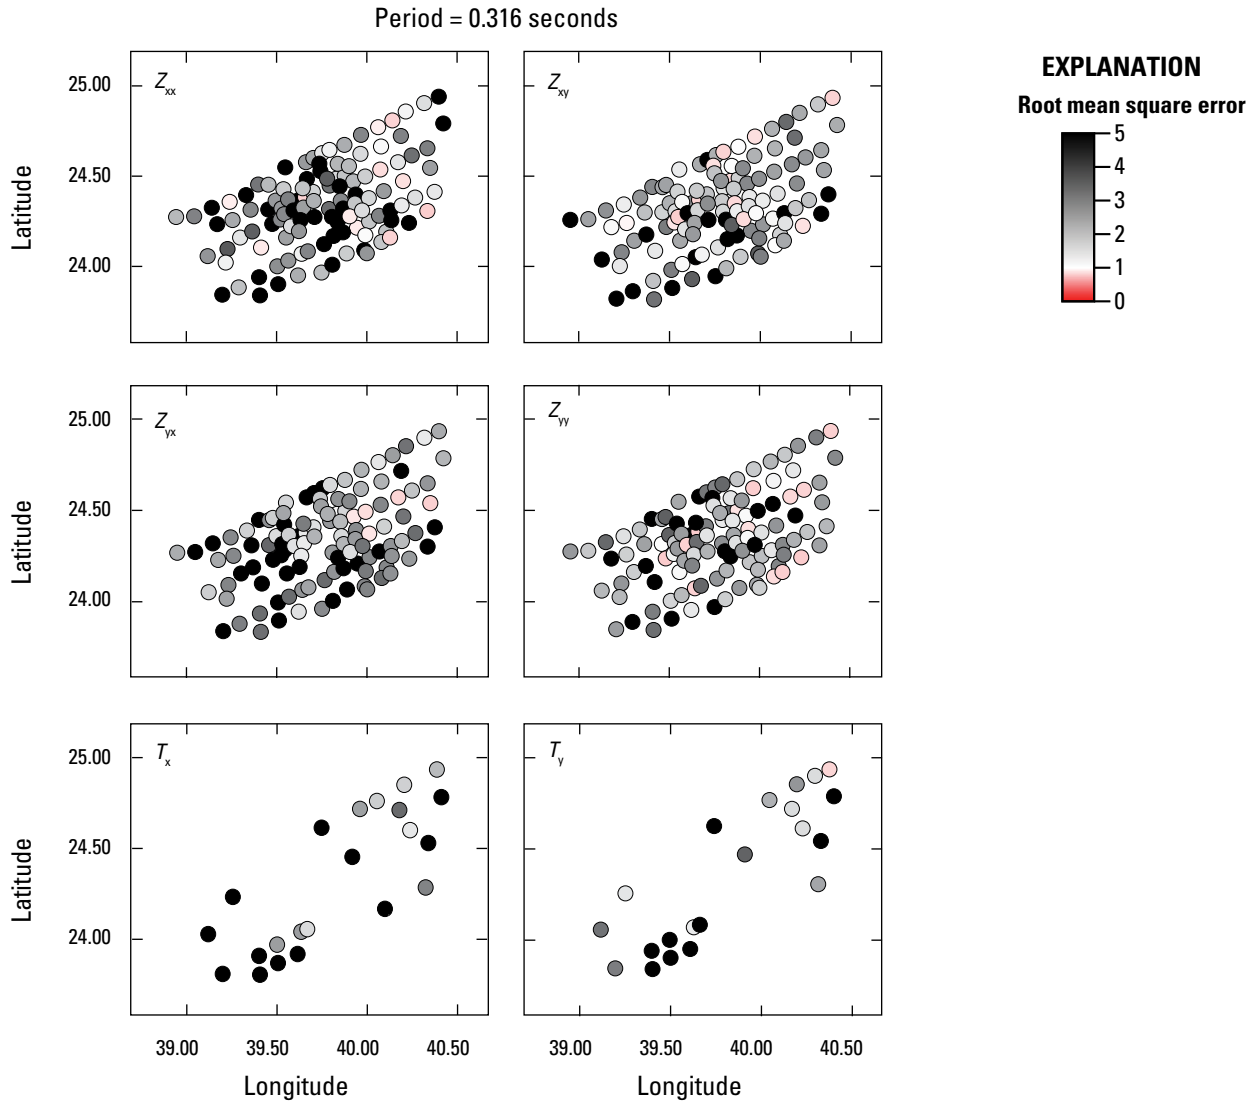 Period = 0.316 seconds
EXPLANATION
Root mean square error
5
4
3
2
1
0
Zxx
Zxy
25.00
24.50
24.00
Latitude
Zyx
Zyy
25.00
24.50
24.00
Latitude
Tx
Ty
25.00
24.50
24.00
Latitude
39.00 39.50 40.00 40.50
39.00 39.50 40.00 40.50
Longitude
Longitude